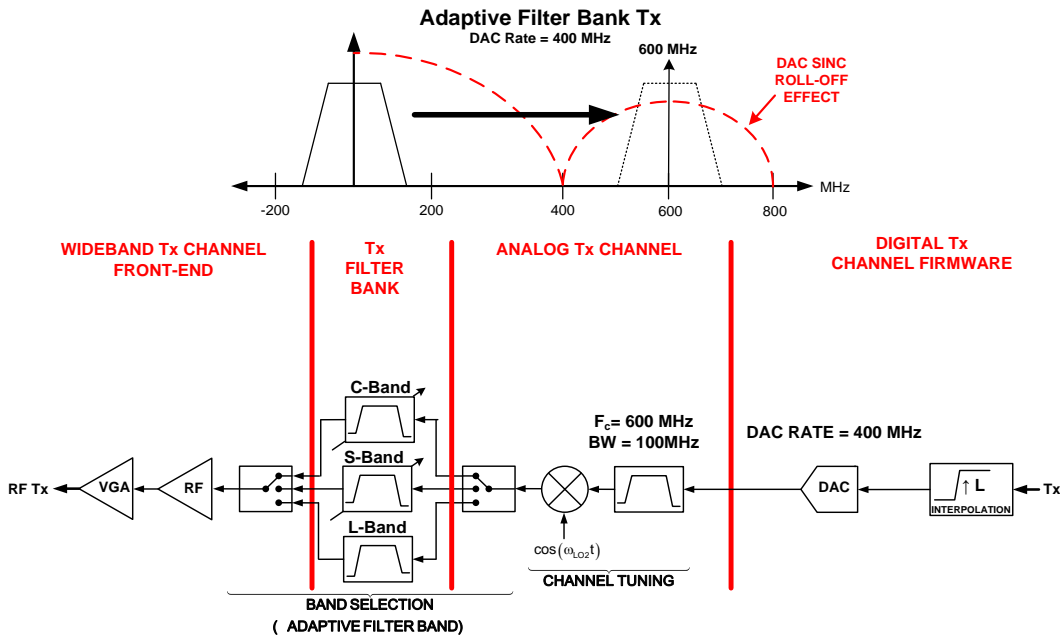 Adaptive Filter Bank Tx
DAC Rate = 400 MHz
600 MHz
DAC SINC
ROLL-OFF
EFFECT
MHz
-200
200
400
600
800
WIDEBAND Tx CHANNEL
FRONT-END
Tx
FILTER
BANK
ANALOG Tx CHANNEL
DIGITAL Tx
CHANNEL FIRMWARE
C-Band
Fc= 600 MHz
BW = 100MHz
DAC RATE = 400 MHz
S-Band
RF Tx
VGA
RF
DAC
↑ L
INTERPOLATION
Tx
L-Band
cos(ωLO2t)
CHANNEL TUNING
BAND SELECTION
( ADAPTIVE FILTER BAND)